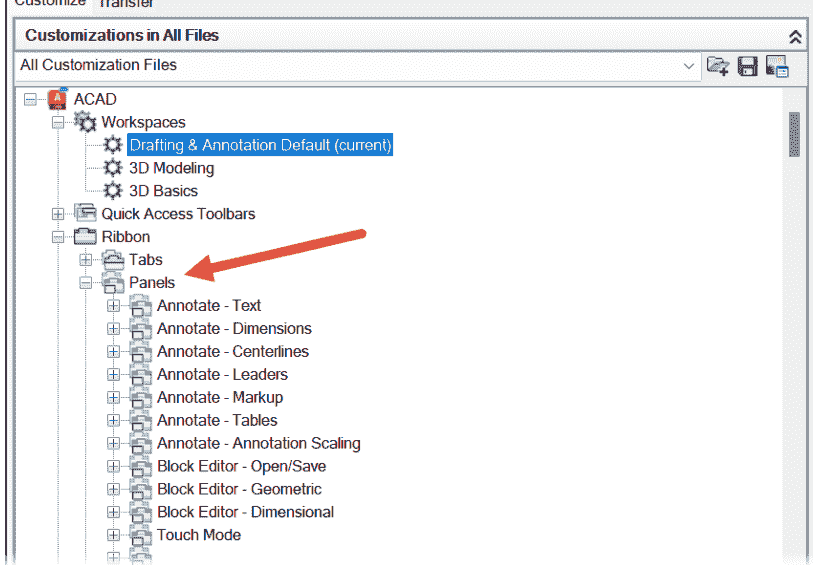 Customize Transfer
Customizations in All Files
All Customization Files
ACAD
Workspaces
Drafting & Annotation Default (current)
3D Modeling
3D Basics
Quick Access Toolbars
Ribbon
Tabs
Panels
Annotate - Text
Annotate - Dimensions
Annotate - Centerlines
Annotate - Leaders
Annotate - Markup
Annotate - Tables
Annotate - Annotation Scaling
Block Editor - Open/Save
Block Editor - Geometric
Block Editor - Dimensional
Touch Mode